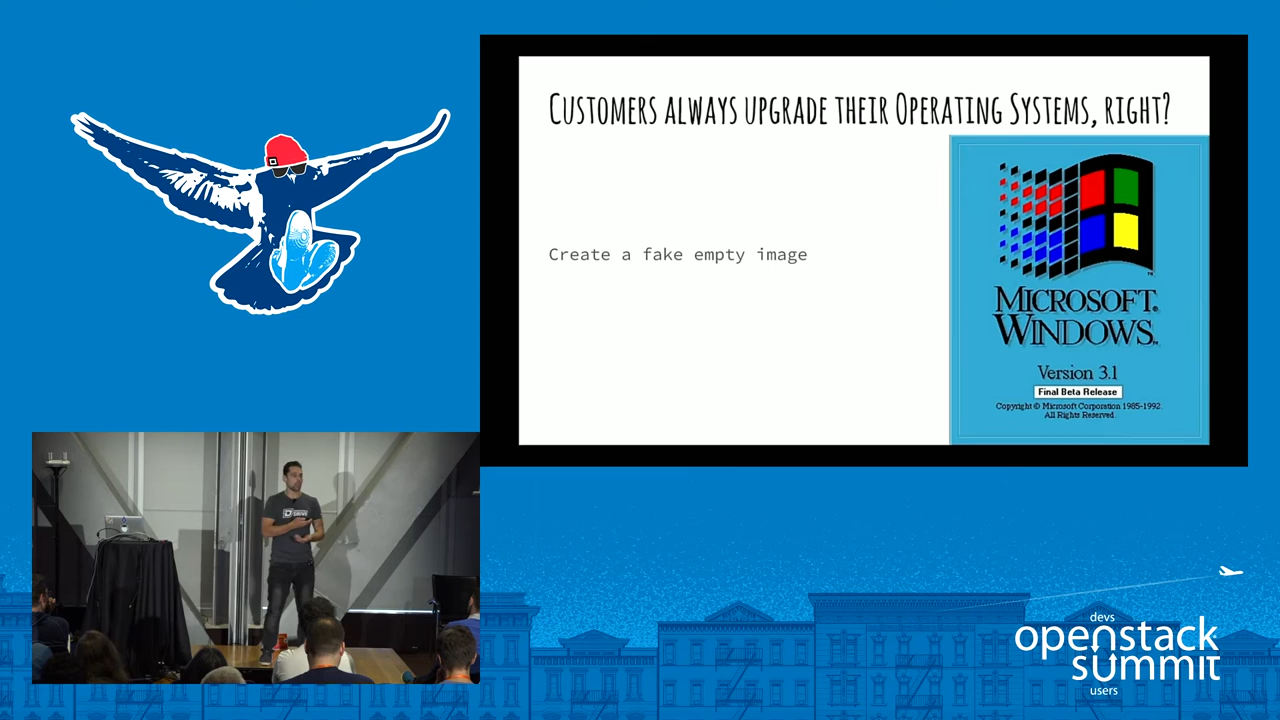 Customers always upgrade their Operating Systems, right?
Create a fake empty image
Microsoft.
Windows™
Version 3.1
Final Beta Release
Copyright © Microsoft Corporation 1985-1992.
All Rights Reserved.
devs
openstack
summit
users